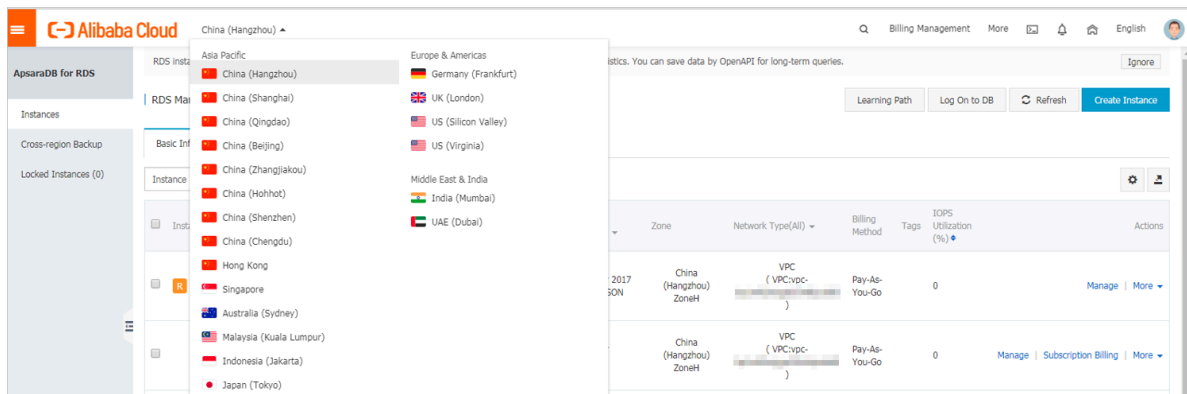 Alibaba Cloud
China (Hangzhou)
Billing Management
More
English
ApsaraDB for RDS
Instances
Cross-region Backup
Locked Instances (0)
RDS insta
istics. You can save data by OpenAPI for long-term queries.
Ignore
RDS Ma
Learning Path
Log On to DB
Refresh
Create Instance
Basic Inf
Instance
Asia Pacific
China (Hangzhou)
China (Shanghai)
China (Qingdao)
China (Beijing)
China (Zhangjiakou)
China (Hohhot)
China (Shenzhen)
China (Chengdu)
Hong Kong
Singapore
Australia (Sydney)
Malaysia (Kuala Lumpur)
Indonesia (Jakarta)
Japan (Tokyo)
Europe & Americas
Germany (Frankfurt)
UK (London)
US (Silicon Valley)
US (Virginia)
Middle East & India
India (Mumbai)
UAE (Dubai)
Insta
Zone
Network Type(All)
Billing
Method
Tags
IOPS
Utilization
(%)
Actions
R
2017
SON
China
(Hangzhou)
ZoneH
VPC
( VPC:vpc-
)
Pay-As-
You-Go
0
Manage | More
China
(Hangzhou)
ZoneH
VPC
( VPC:vpc-
)
Pay-As-
You-Go
0
Manage | Subscription Billing | More